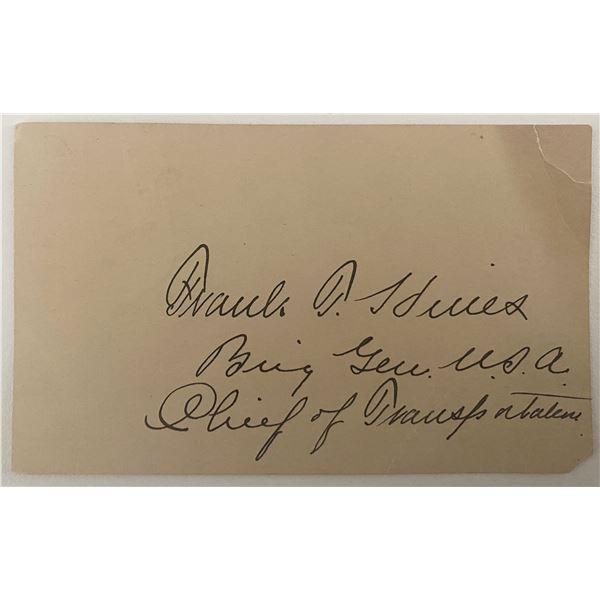 Frank T. Hines
Brig Gen. U.S.A.
Chief of Transportation